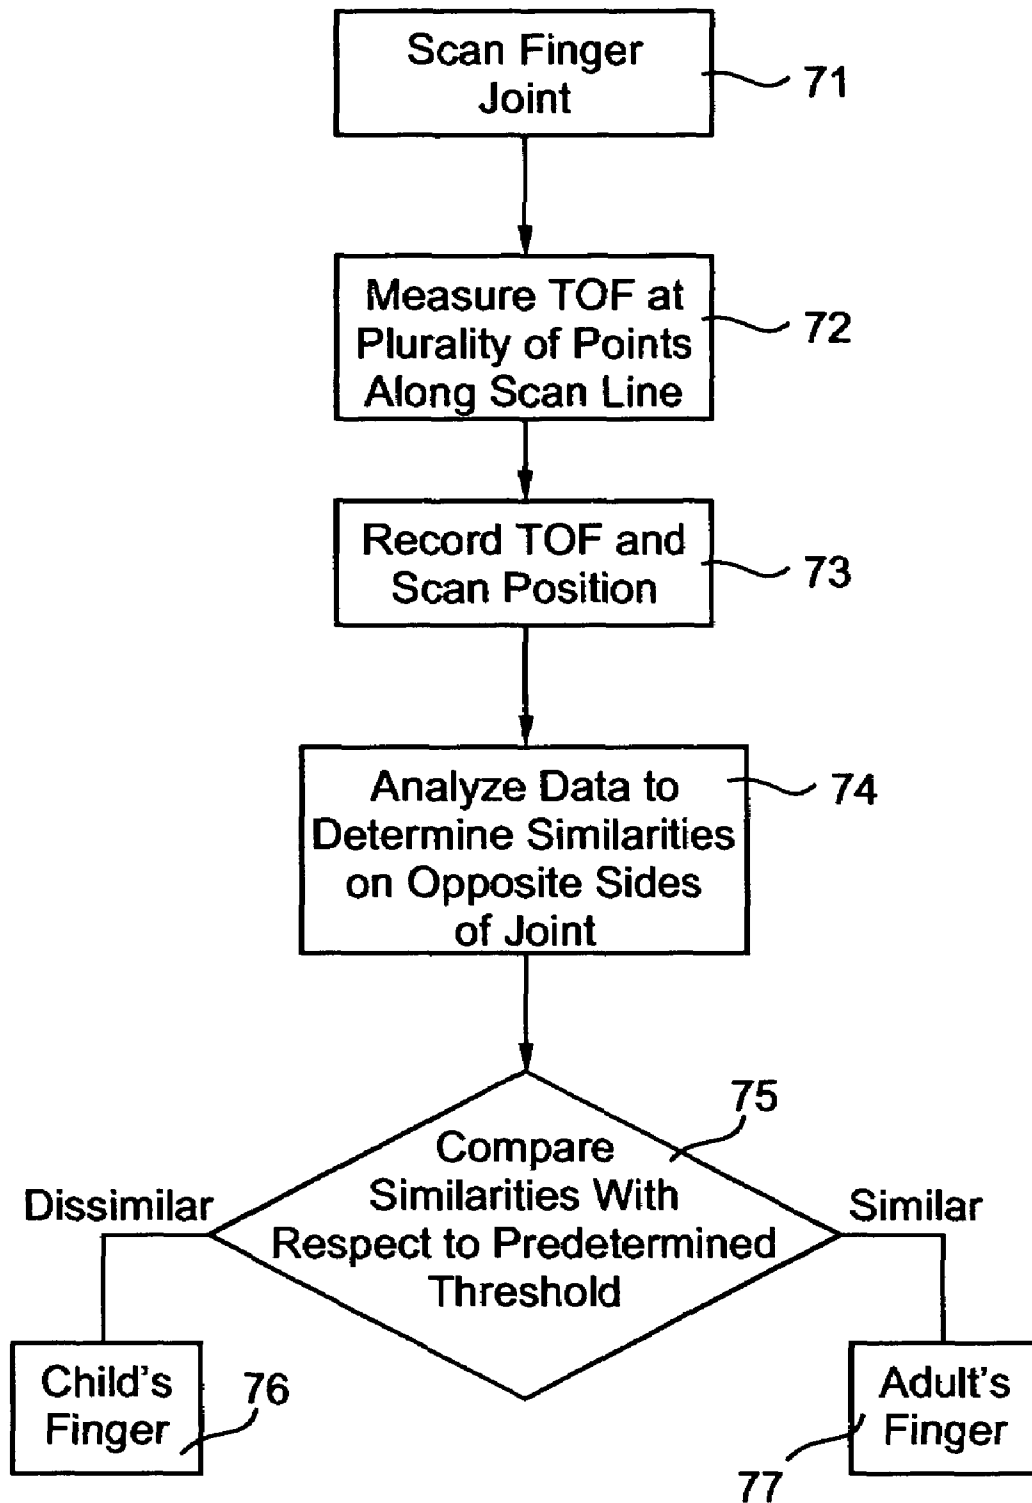 Scan Finger
Joint
71
Measure TOF at
Plurality of Points
Along Scan Line
72
Record TOF and
Scan Position
73
Analyze Data to
Determine Similarities
on Opposite Sides
of Joint
74
75
Compare
Similarities With
Respect to Predetermined
Threshold
Dissimilar
Similar
Child's
Finger
76
Adult's
Finger
77